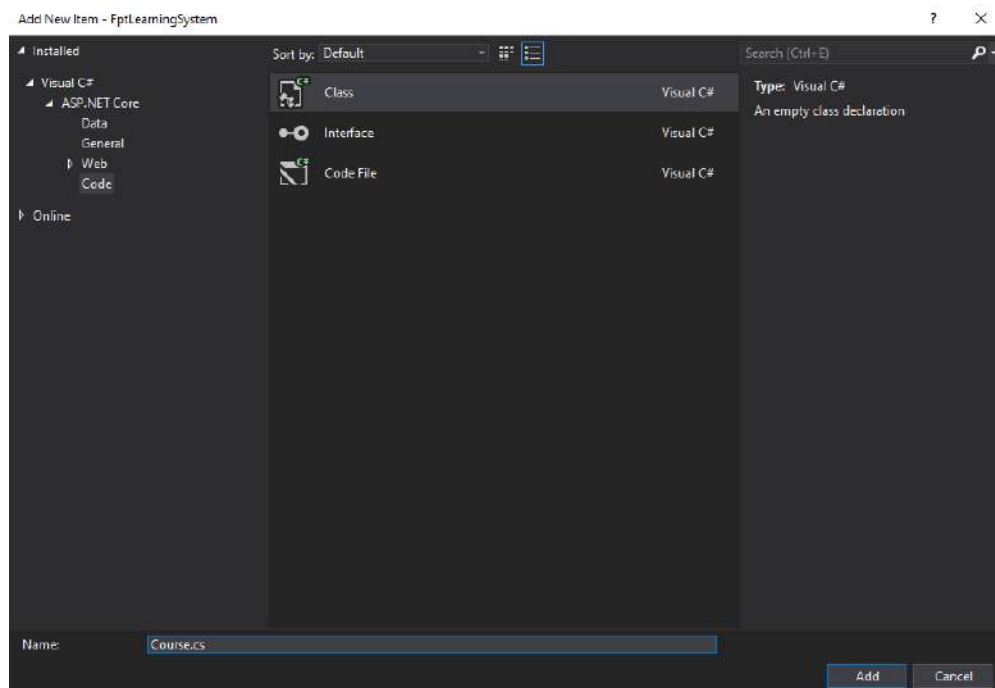 Add New Item - FptLearningSystem
Installed
Sort by: Default
Search (Ctrl+E)
Visual C#
ASP.NET Core
Data
General
Web
Code
Online
Class Visual C#
Interface Visual C#
Code File Visual C#
Type: Visual C#
An empty class declaration
Name: Course.cs
Add Cancel